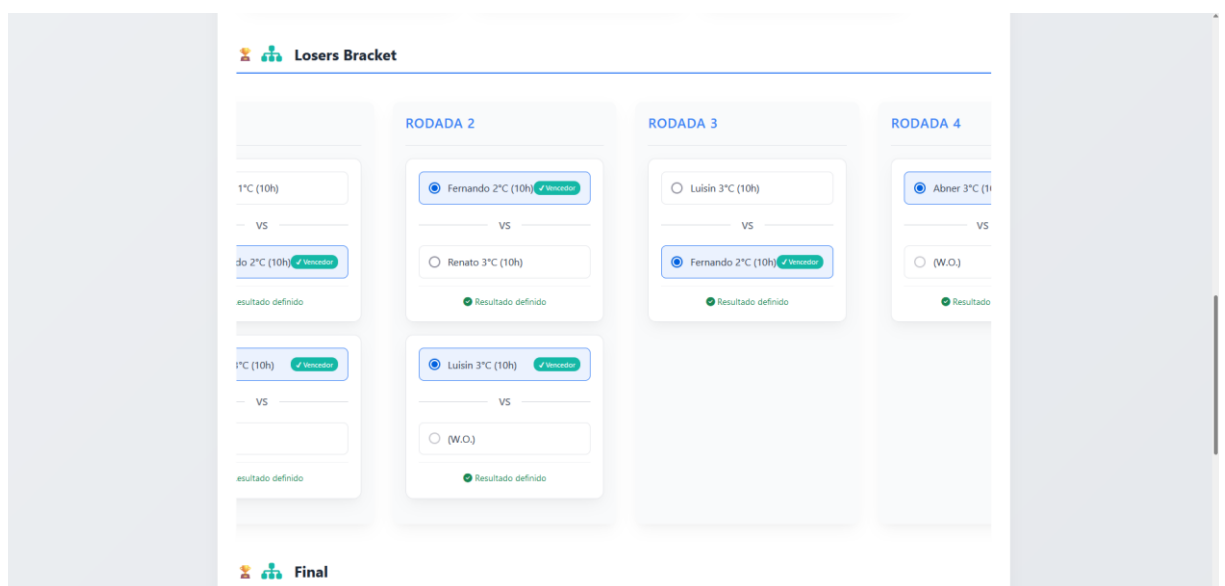 Losers Bracket
RODADA 2
RODADA 3
RODADA 4
1°C (10h)
VS
do 2°C (10h) ✓ Vencedor
esultado definido
3°C (10h) ✓ Vencedor
VS
esultado definido
Fernando 2°C (10h) ✓ Vencedor
VS
Renato 3°C (10h)
Resultado definido
Luisin 3°C (10h) ✓ Vencedor
VS
(W.O.)
Resultado definido
Luisin 3°C (10h)
VS
Fernando 2°C (10h) ✓ Vencedor
Resultado definido
Abner 3°C (1
VS
(W.O.)
Resultado
Final